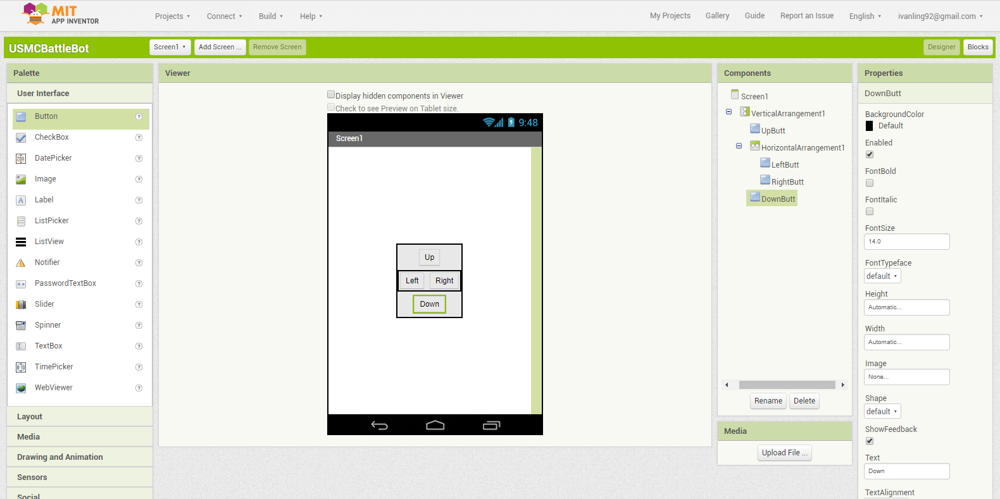 MIT
APP INVENTOR
Projects
Connect
Build
Help
My Projects
Gallery
Guide
Report an Issue
English
ivanling92@gmail.com
USMCBattleBot
Screen1
Add Screen ...
Remove Screen
Designer
Blocks
Palette
User Interface
Button
?
CheckBox
?
DatePicker
?
Image
?
Label
?
ListPicker
?
ListView
?
Notifier
?
PasswordTextBox
?
Slider
?
Spinner
?
TextBox
?
TimePicker
?
WebViewer
?
Layout
Media
Drawing and Animation
Sensors
Social
Viewer
Display hidden components in Viewer
Check to see Preview on Tablet size.
9:48
Screen1
Up
Left
Right
Down
Components
Screen1
VerticalArrangement1
UpButt
HorizontalArrangement1
LeftButt
RightButt
DownButt
Rename
Delete
Media
Upload File ...
Properties
DownButt
BackgroundColor
Default
Enabled
FontBold
FontItalic
FontSize
14.0
FontTypeface
default
Height
Automatic...
Width
Automatic...
Image
None...
Shape
default
ShowFeedback
Text
Down
TextAlignment